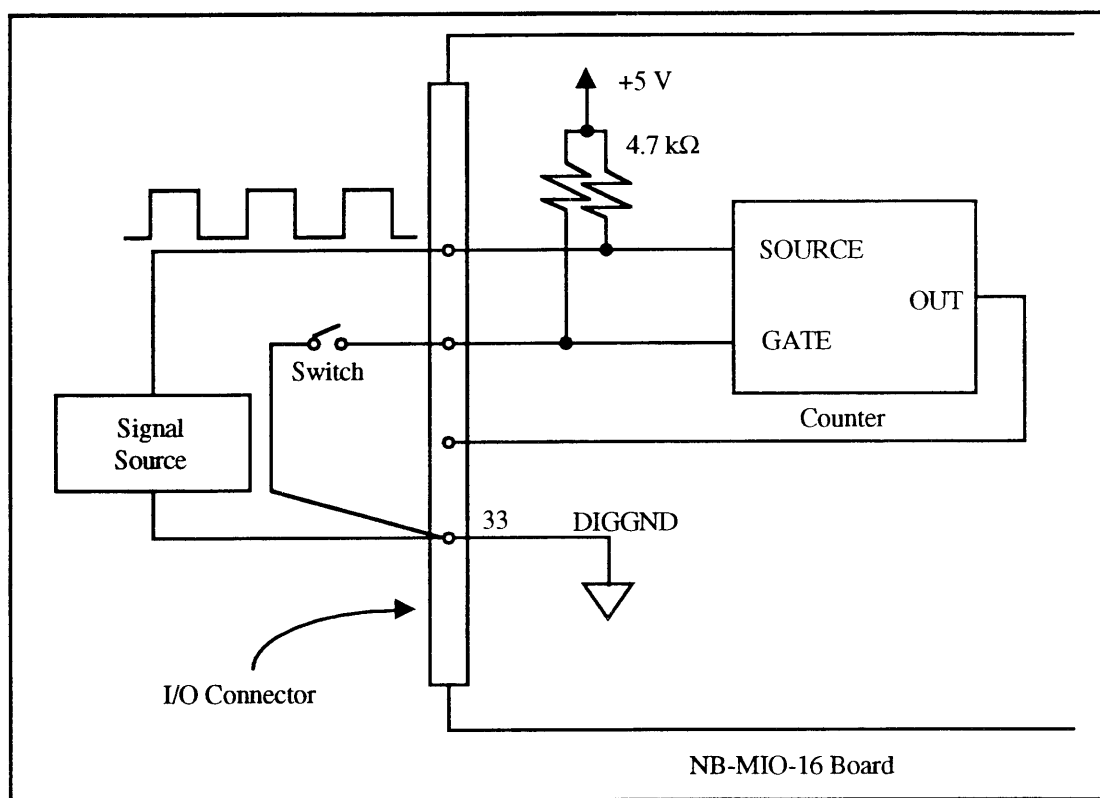 +5 V
4.7 kΩ
SOURCE
OUT
GATE
Switch
Counter
Signal
Source
33
DIGGND
I/O Connector
NB-MIO-16 Board